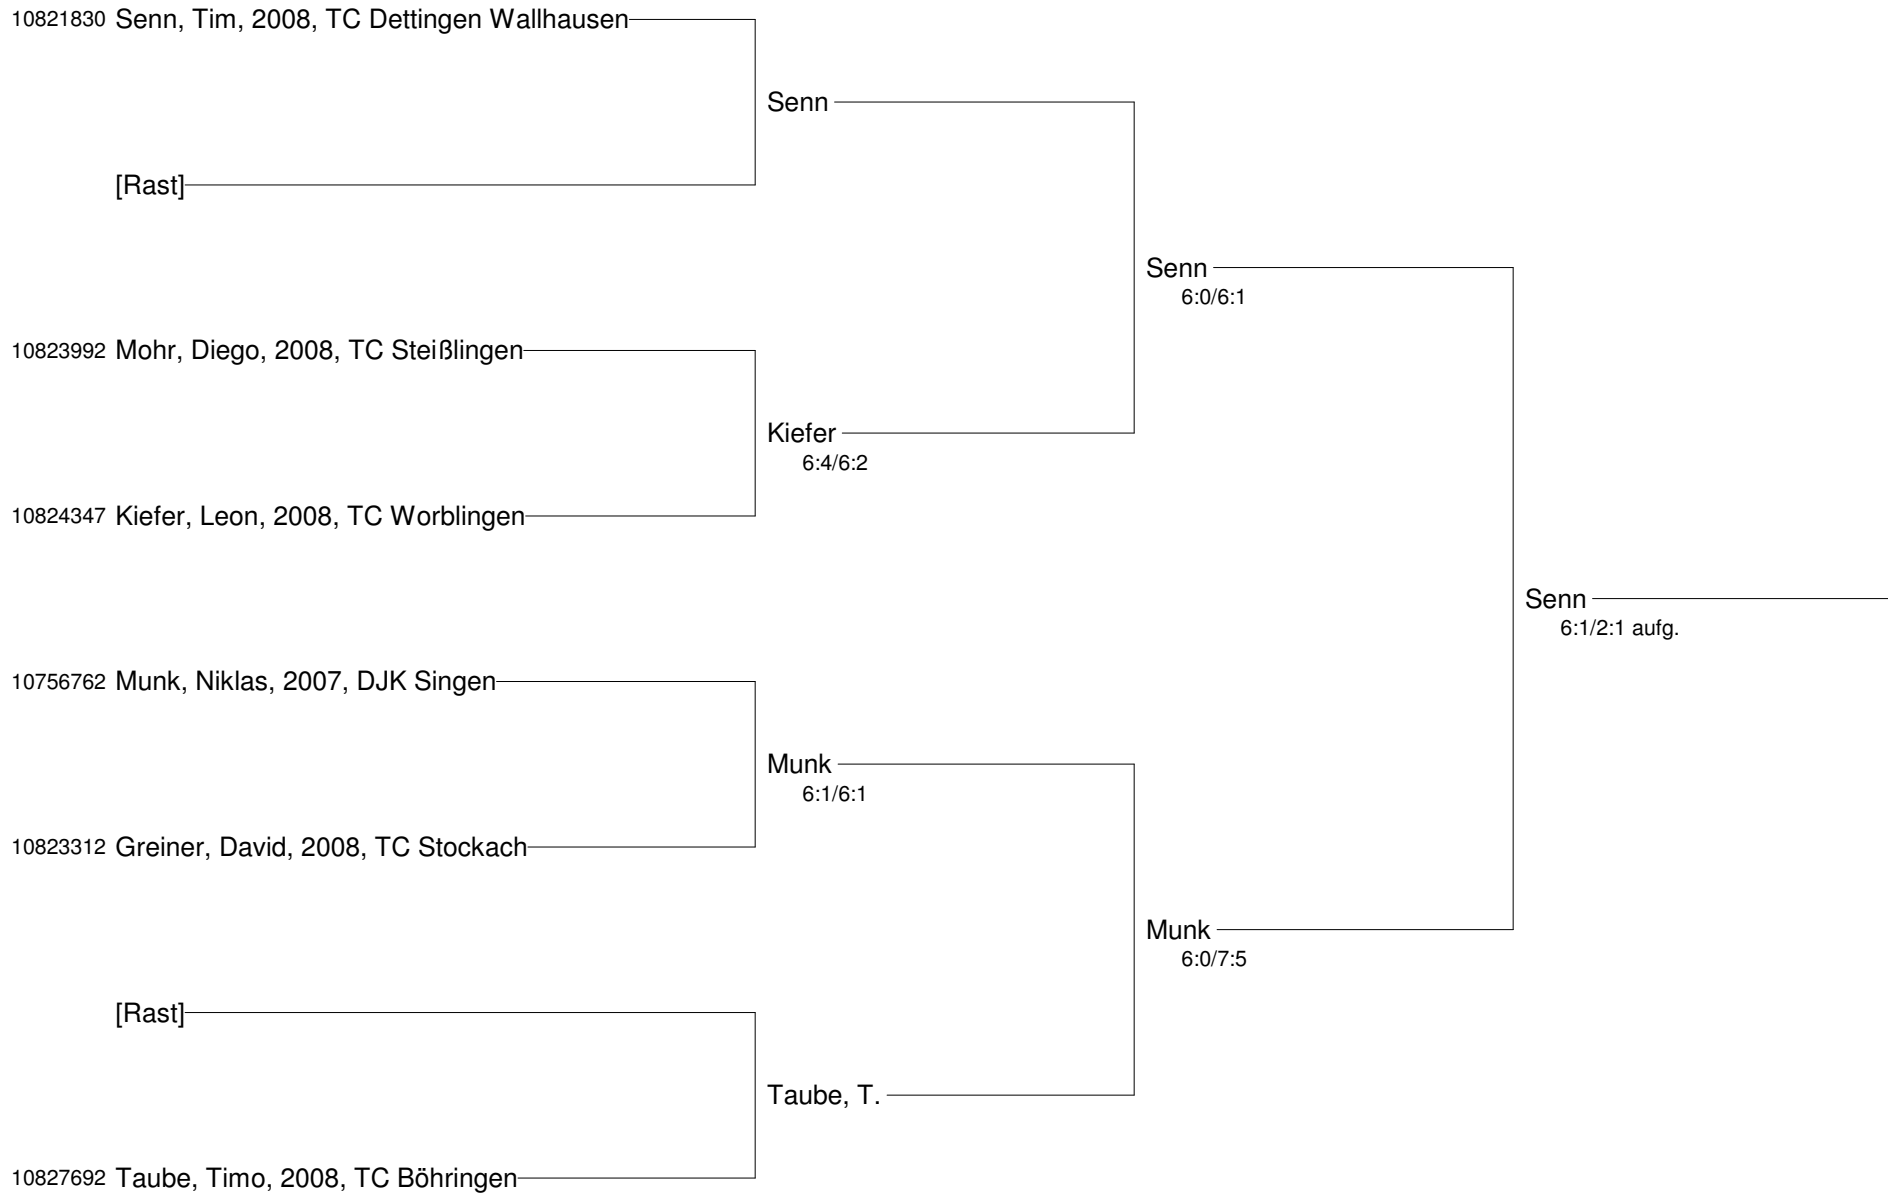 10821830 Senn, Tim, 2008, TC Dettingen Wallhausen
Senn
[Rast]
Senn
6:0/6:1
10823992 Mohr, Diego, 2008, TC Steißlingen
Kiefer
6:4/6:2
10824347 Kiefer, Leon, 2008, TC Worblingen
Senn
6:1/2:1 aufg.
10756762 Munk, Niklas, 2007, DJK Singen
Munk
6:1/6:1
10823312 Greiner, David, 2008, TC Stockach
Munk
6:0/7:5
[Rast]
Taube, T.
10827692 Taube, Timo, 2008, TC Böhringen